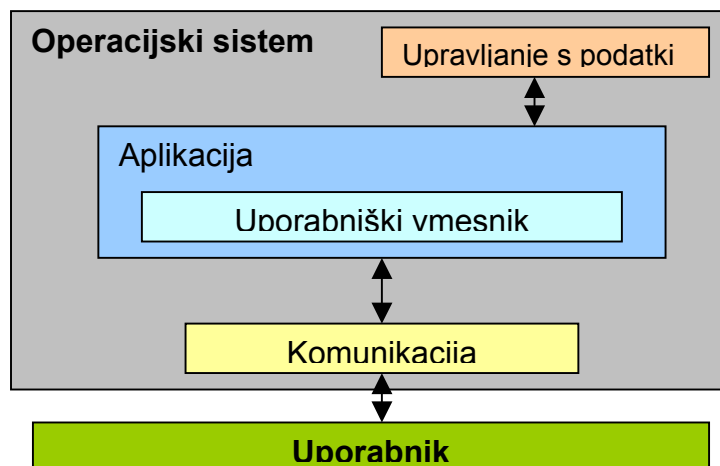 Operacijski sistem
Upravljanje s podatki
Aplikacija
Uporabniški vmesnik
Komunikacija
Uporabnik